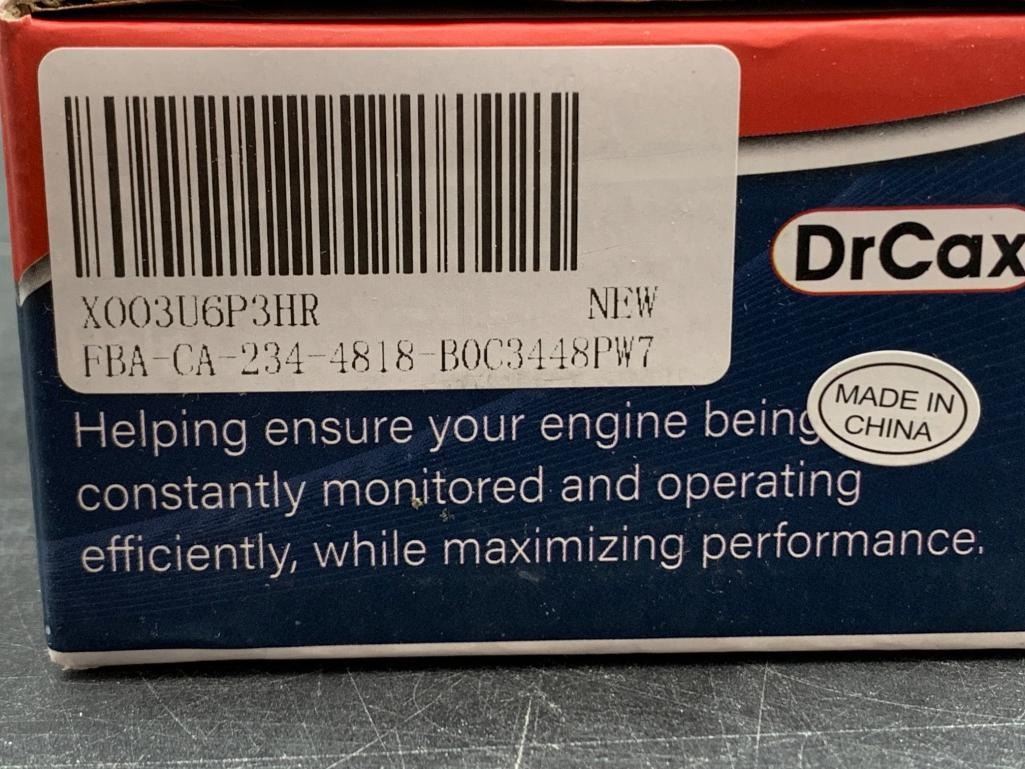 X003U6P3HR NEW
FBA-CA-234-4818-B0C3448PW7
DrCax
MADE IN
CHINA
Helping ensure your engine being
constantly monitored and operating
efficiently, while maximizing performance.